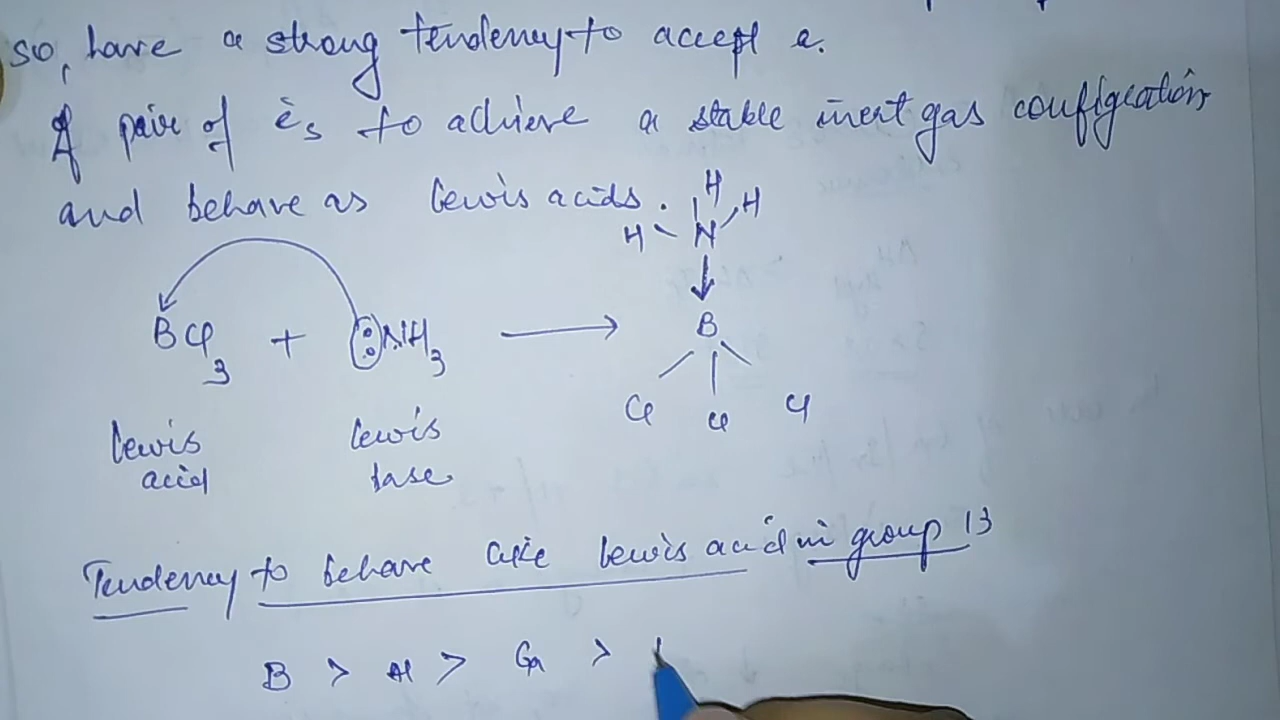 so, have a strong tendency to accept a.
pair of e̅s to achieve a stable inert gas configration
and behave as lewis acids.
H
H
H N
BCl3 + :NH3 → B
Cl Cl Cl
lewis lewis
acid base
Tendency to behave like lewis acid in group 13
B > Al > Ga >